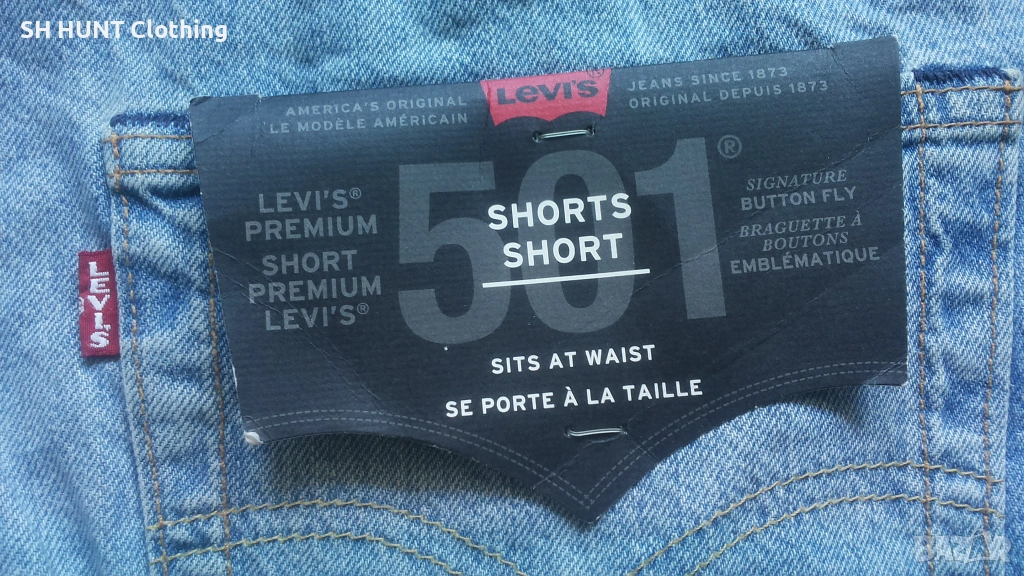 SH HUNT Clothing
AMERICA'S ORIGINAL
LE MODÈLE AMÉRICAIN
Levi's®
JEANS SINCE 1873
ORIGINAL DEPUIS 1873
501®
LEVI'S®
PREMIUM
SHORT
PREMIUM
LEVI'S®
SHORTS
SHORT
SIGNATURE
BUTTON FLY
BRAGUETTE À
BOUTONS
EMBLÉMATIQUE
SITS AT WAIST
SE PORTE À LA TAILLE
LEVI'S